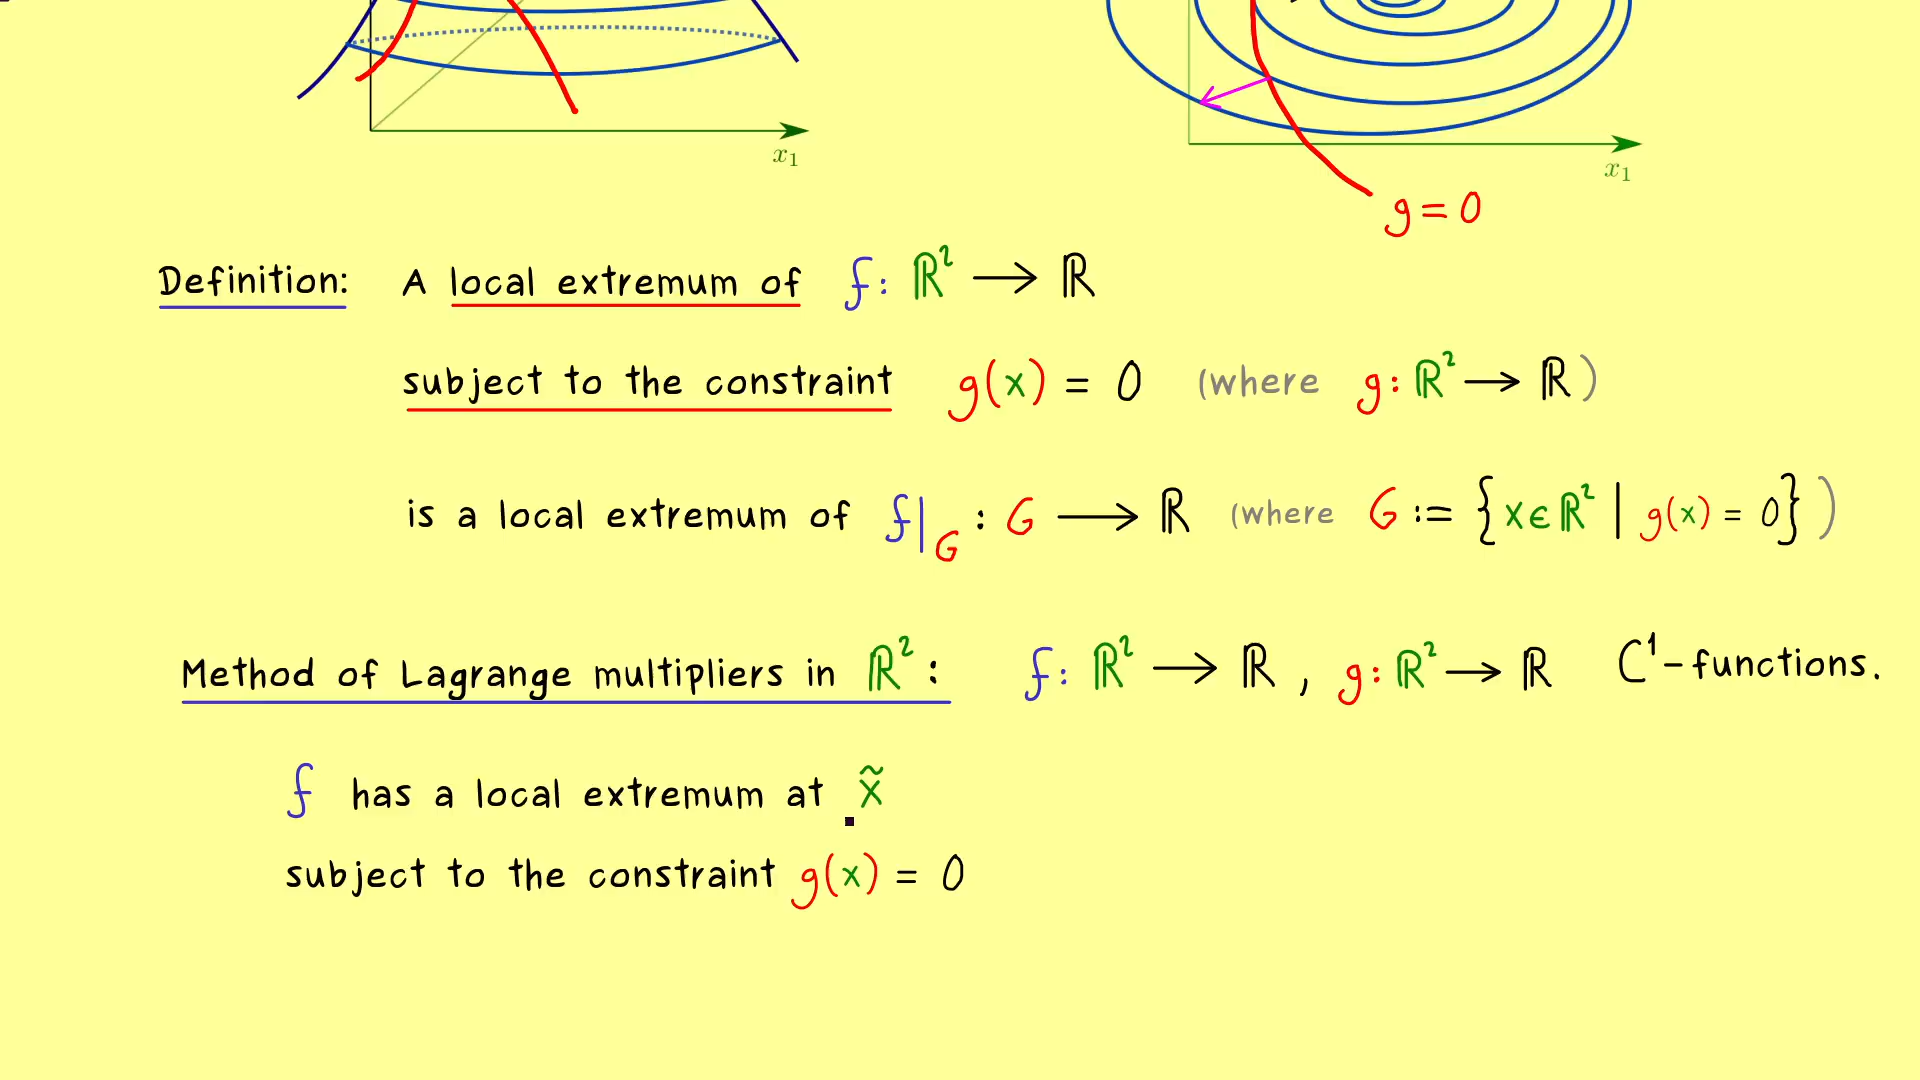 x₁
x₁
g = 0
Definition: A local extremum of f: ℝ² ⟶ ℝ
subject to the constraint g(x) = 0 (where g: ℝ² ⟶ ℝ)
is a local extremum of f|_G : G ⟶ ℝ (where G := {x ∈ ℝ² | g(x) = 0})
Method of Lagrange multipliers in ℝ²: f: ℝ² ⟶ ℝ , g: ℝ² ⟶ ℝ C¹-functions.
f has a local extremum at x̃
subject to the constraint g(x) = 0